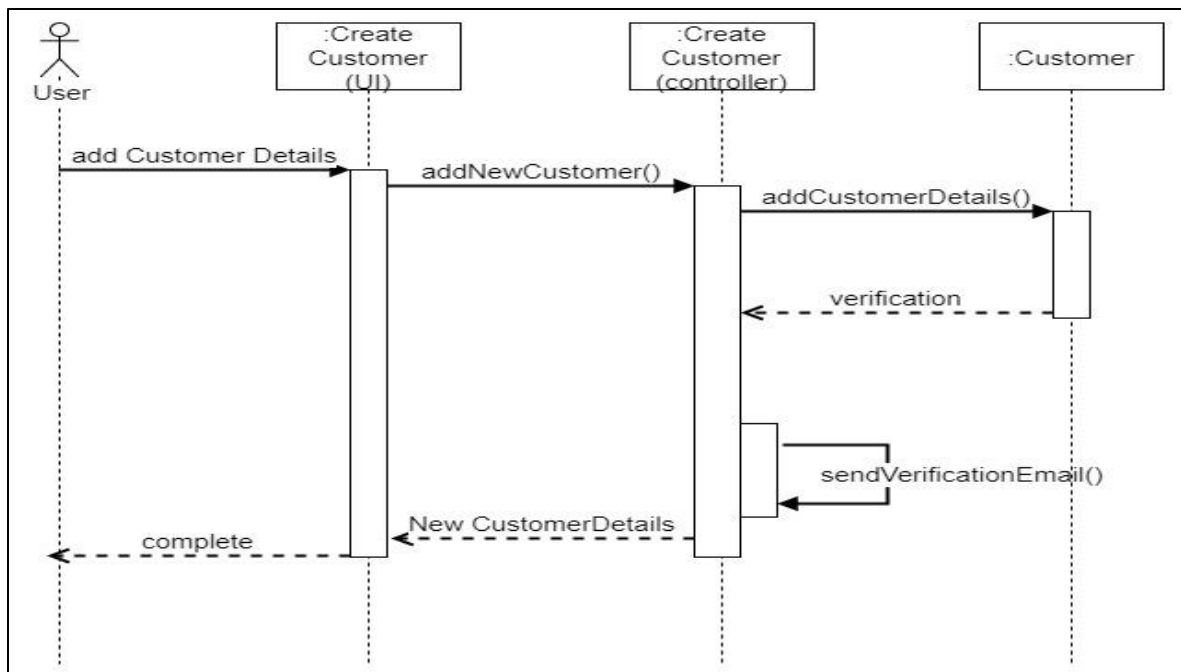 User
:Create
Customer
(UI)
:Create
Customer
(controller)
:Customer
add Customer Details
addNewCustomer()
addCustomerDetails()
verification
sendVerificationEmail()
New CustomerDetails
complete